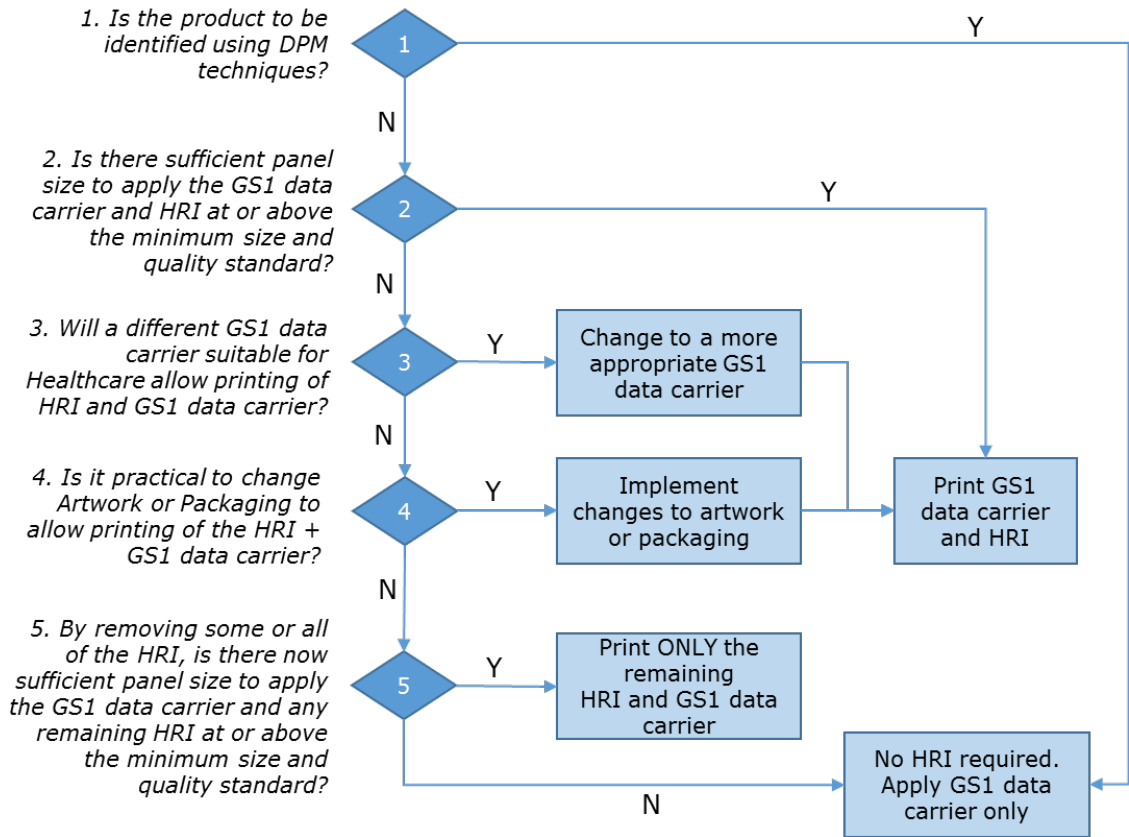 1. Is the product to be
identified using DPM
techniques?
1
Y
N
2. Is there sufficient panel
size to apply the GS1 data
carrier and HRI at or above
the minimum size and
quality standard?
2
Y
N
3. Will a different GS1 data
carrier suitable for
Healthcare allow printing of
HRI and GS1 data carrier?
3
Y
Change to a more
appropriate GS1
data carrier
N
4. Is it practical to change
Artwork or Packaging to
allow printing of the HRI +
GS1 data carrier?
4
Y
Implement
changes to artwork
or packaging
Print GS1
data carrier
and HRI
N
5. By removing some or all
of the HRI, is there now
sufficient panel size to apply
the GS1 data carrier and any
remaining HRI at or above
the minimum size and
quality standard?
5
Y
Print ONLY the
remaining
HRI and GS1 data
carrier
N
No HRI required.
Apply GS1 data
carrier only